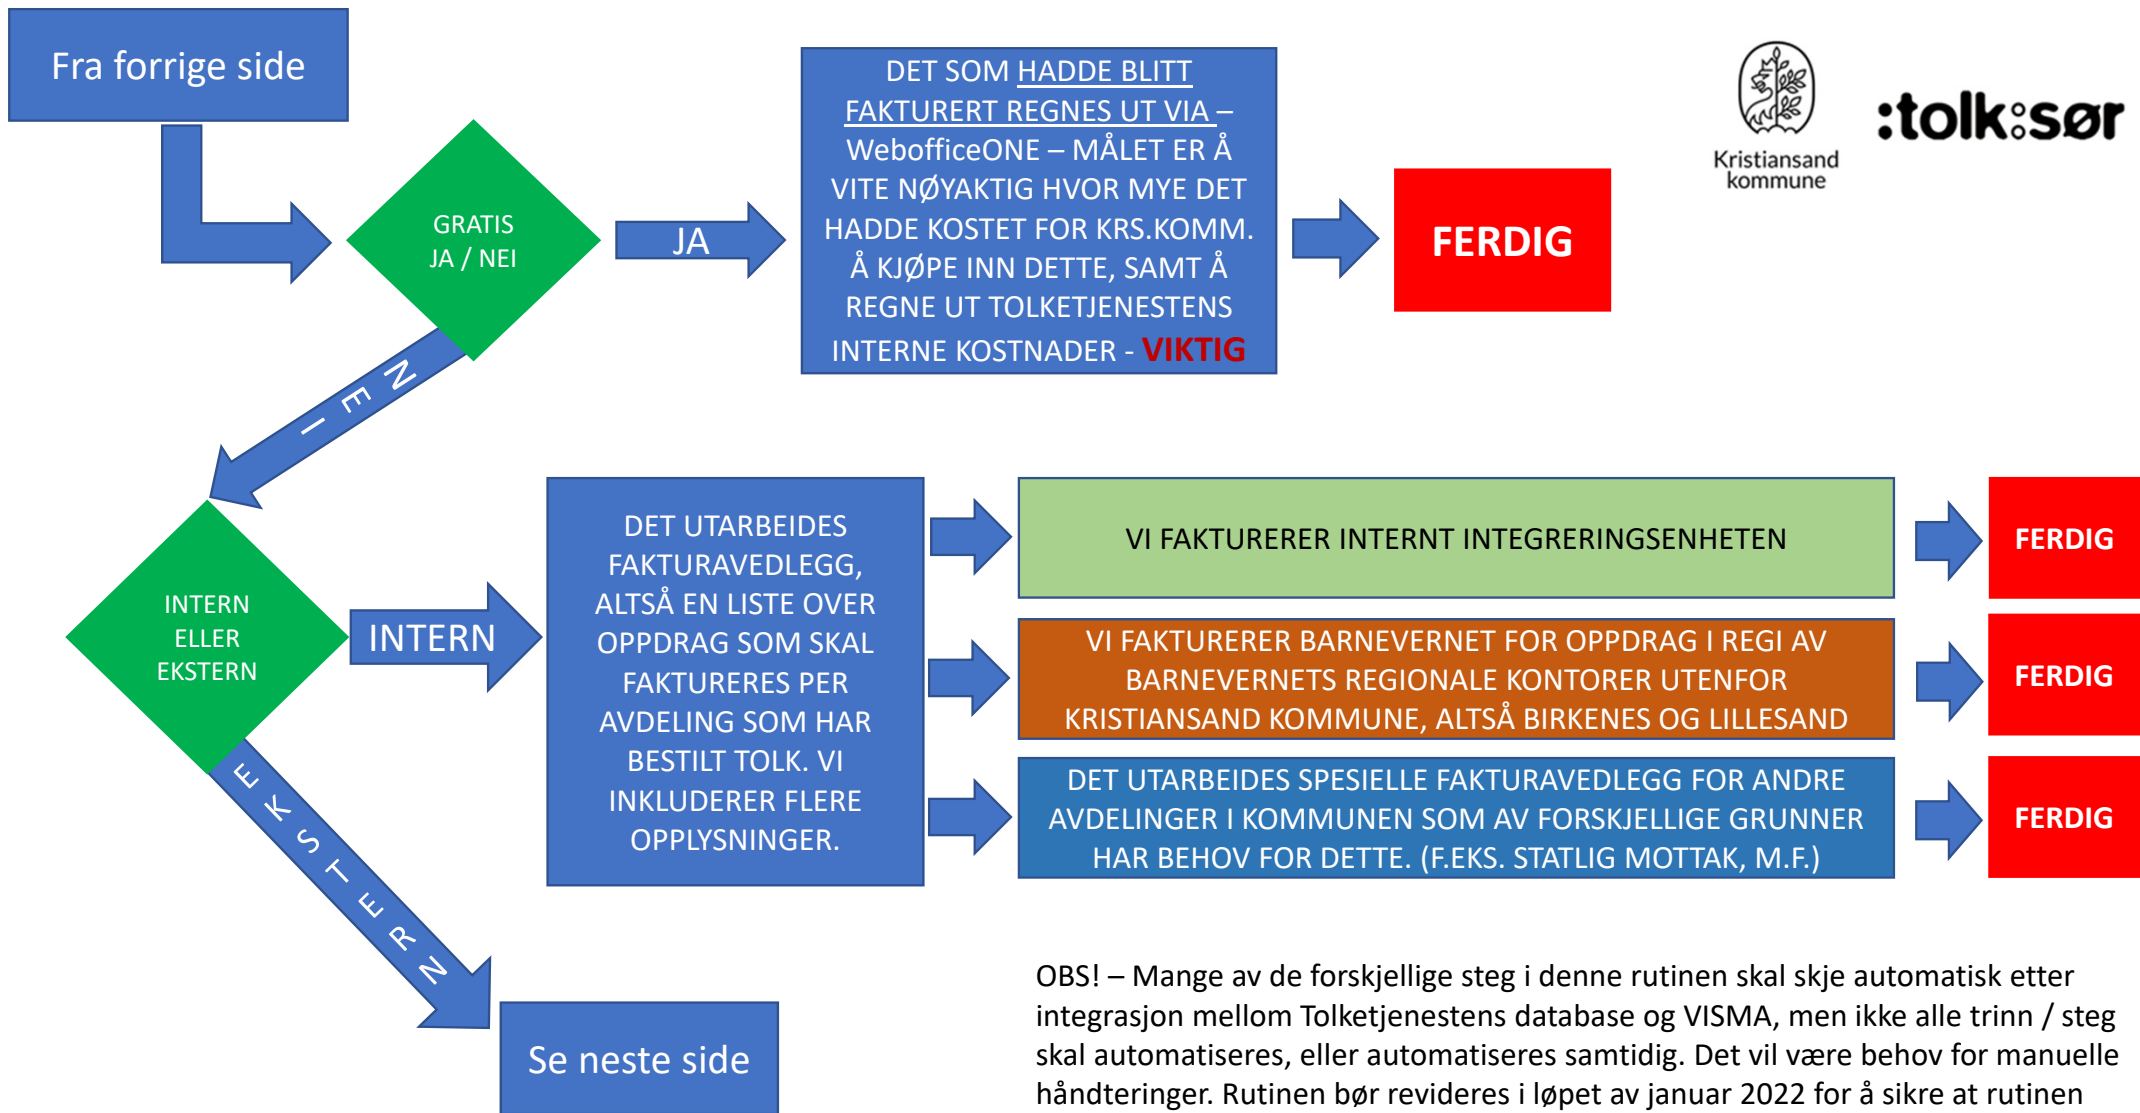 Fra forrige side
GRATIS
JA / NEI
JA
DET SOM HADDE BLITT
FAKTURERT REGNES UT VIA –
WebofficeONE – MÅLET ER Å
VITE NØYAKTIG HVOR MYE DET
HADDE KOSTET FOR KRS.KOMM.
Å KJØPE INN DETTE, SAMT Å
REGNE UT TOLKETJENESTENS
INTERNE KOSTNADER - VIKTIG
FERDIG
Kristiansand
kommune
:tolk:sør
NEI
INTERN
ELLER
EKSTERN
INTERN
DET UTARBEIDES
FAKTURAVEDLEGG,
ALTSÅ EN LISTE OVER
OPPDRAG SOM SKAL
FAKTURERES PER
AVDELING SOM HAR
BESTILT TOLK. VI
INKLUDERER FLERE
OPPLYSNINGER.
VI FAKTURERER INTERNT INTEGRERINGSENHETEN
FERDIG
VI FAKTURERER BARNEVERNET FOR OPPDRAG I REGI AV
BARNEVERNETS REGIONALE KONTORER UTENFOR
KRISTIANSAND KOMMUNE, ALTSÅ BIRKENES OG LILLESAND
FERDIG
DET UTARBEIDES SPESIELLE FAKTURAVEDLEGG FOR ANDRE
AVDELINGER I KOMMUNEN SOM AV FORSKJELLIGE GRUNNER
HAR BEHOV FOR DETTE. (F.EKS. STATLIG MOTTAK, M.F.)
FERDIG
EKSTERN
Se neste side
OBS! – Mange av de forskjellige steg i denne rutinen skal skje automatisk etter
integrasjon mellom Tolketjenestens database og VISMA, men ikke alle trinn / steg
skal automatiseres, eller automatiseres samtidig. Det vil være behov for manuelle
håndteringer. Rutinen bør revideres i løpet av januar 2022 for å sikre at rutinen